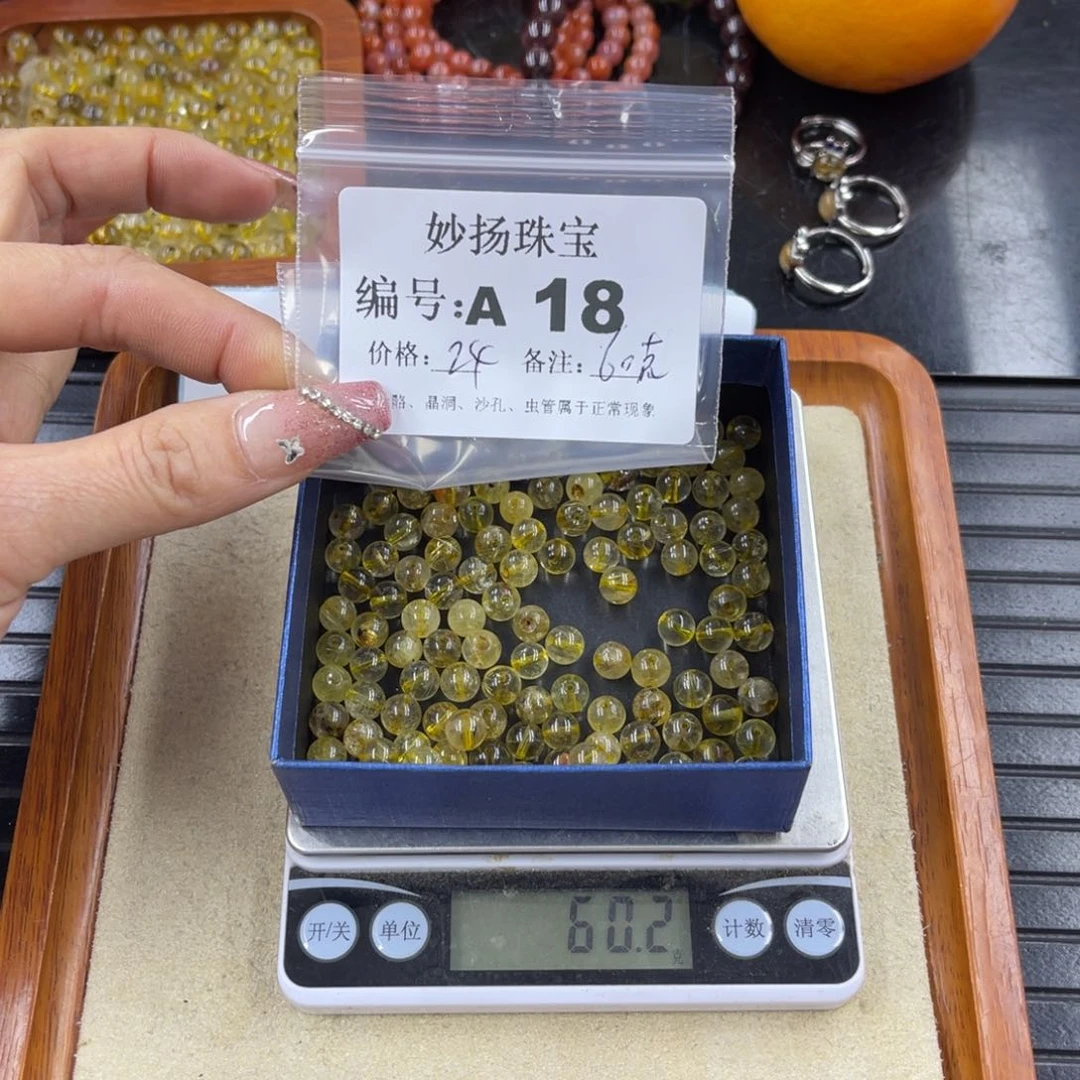 妙扬珠宝
编号:A 18
价格: 24 备注: 60克
、晶洞、沙孔、虫管属于正常现象
60.2克
开/关 单位 计数 清零